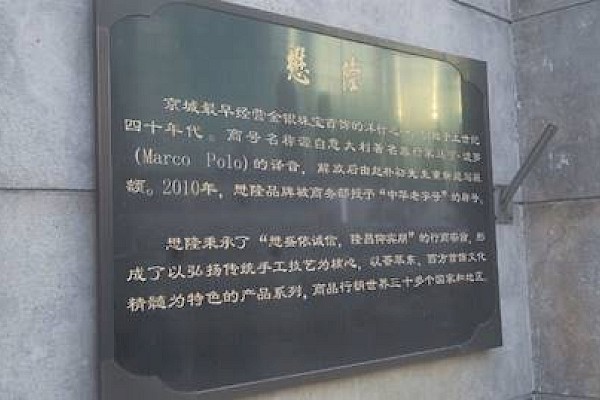 懋隆
京城最早经营金银珠宝首饰的洋行之一，
四十年代。商号名称源自意大利著名旅行家马可·波罗
(Marco Polo)的译音，解放后由赵朴初先生重新题写匾
额。2010年，懋隆品牌被商务部授予“中华老字号”的称号。
懋隆秉承了“懋盛依诚信，隆昌仰宾朋”的行商宗旨，形
成了以弘扬传统手工技艺为核心，以荟萃东、西方首饰文化
精髓为特色的产品系列，商品行销世界三十多个国家和地区。